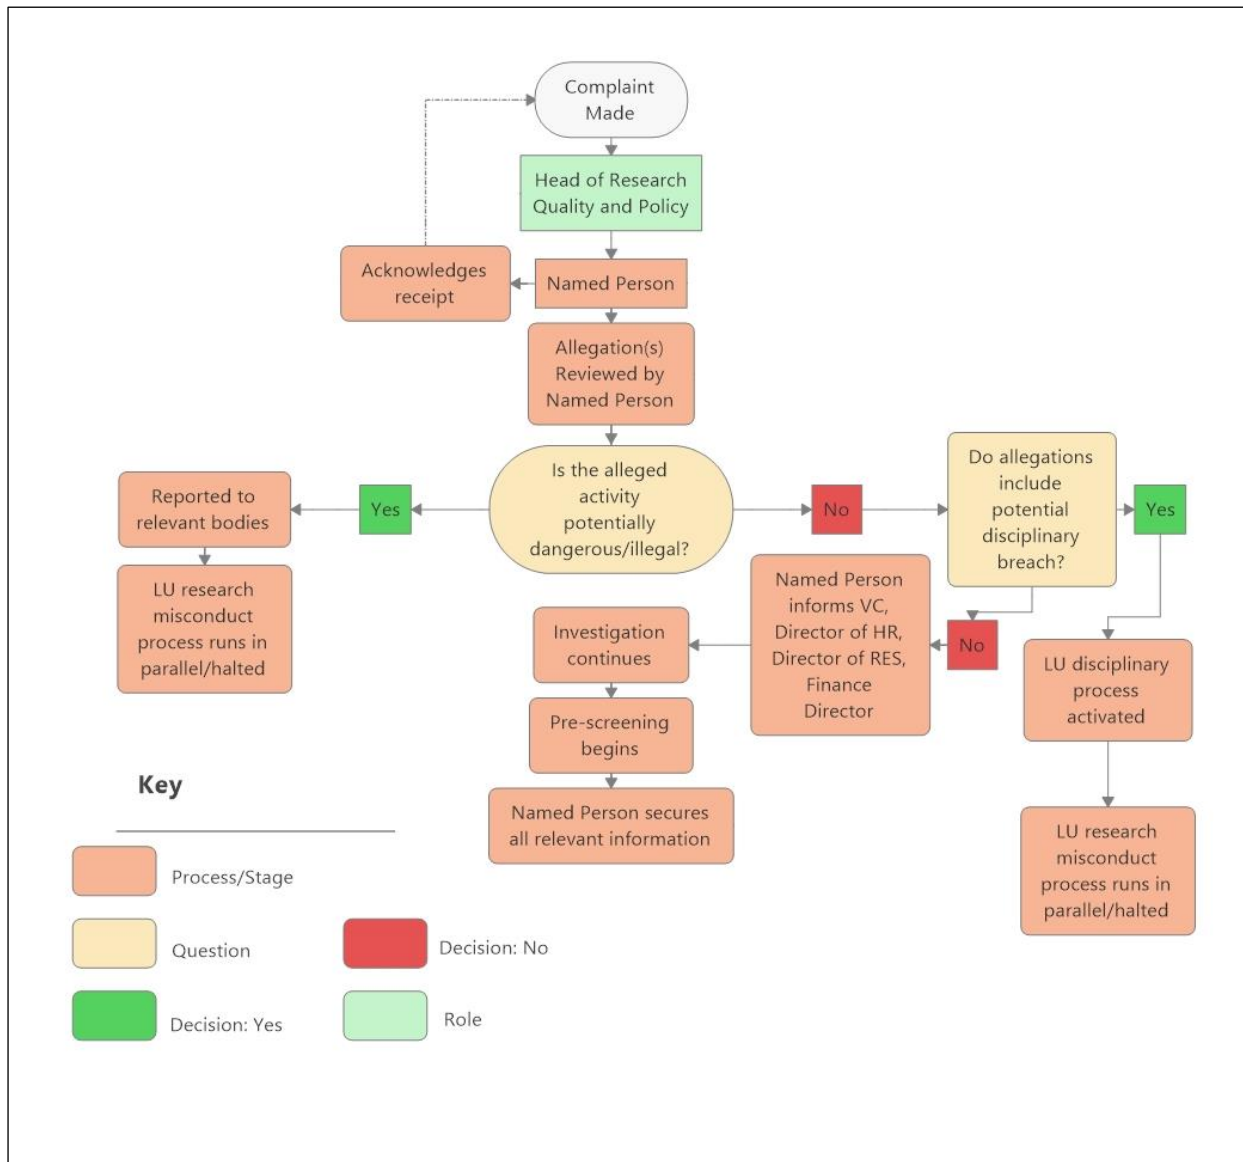 Complaint
Made
Head of Research
Quality and Policy
Acknowledges
receipt
Named Person
Allegation(s)
Reviewed by
Named Person
Is the alleged
activity
potentially
dangerous/illegal?
Yes
Reported to
relevant bodies
LU research
misconduct
process runs in
parallel/halted
No
Do allegations
include
potential
disciplinary
breach?
Yes
LU disciplinary
process
activated
LU research
misconduct
process runs in
parallel/halted
No
Named Person
informs VC,
Director of HR,
Director of RES,
Finance
Director
Investigation
continues
Pre-screening
begins
Named Person secures
all relevant information
Key
Process/Stage
Question
Decision: No
Decision: Yes
Role